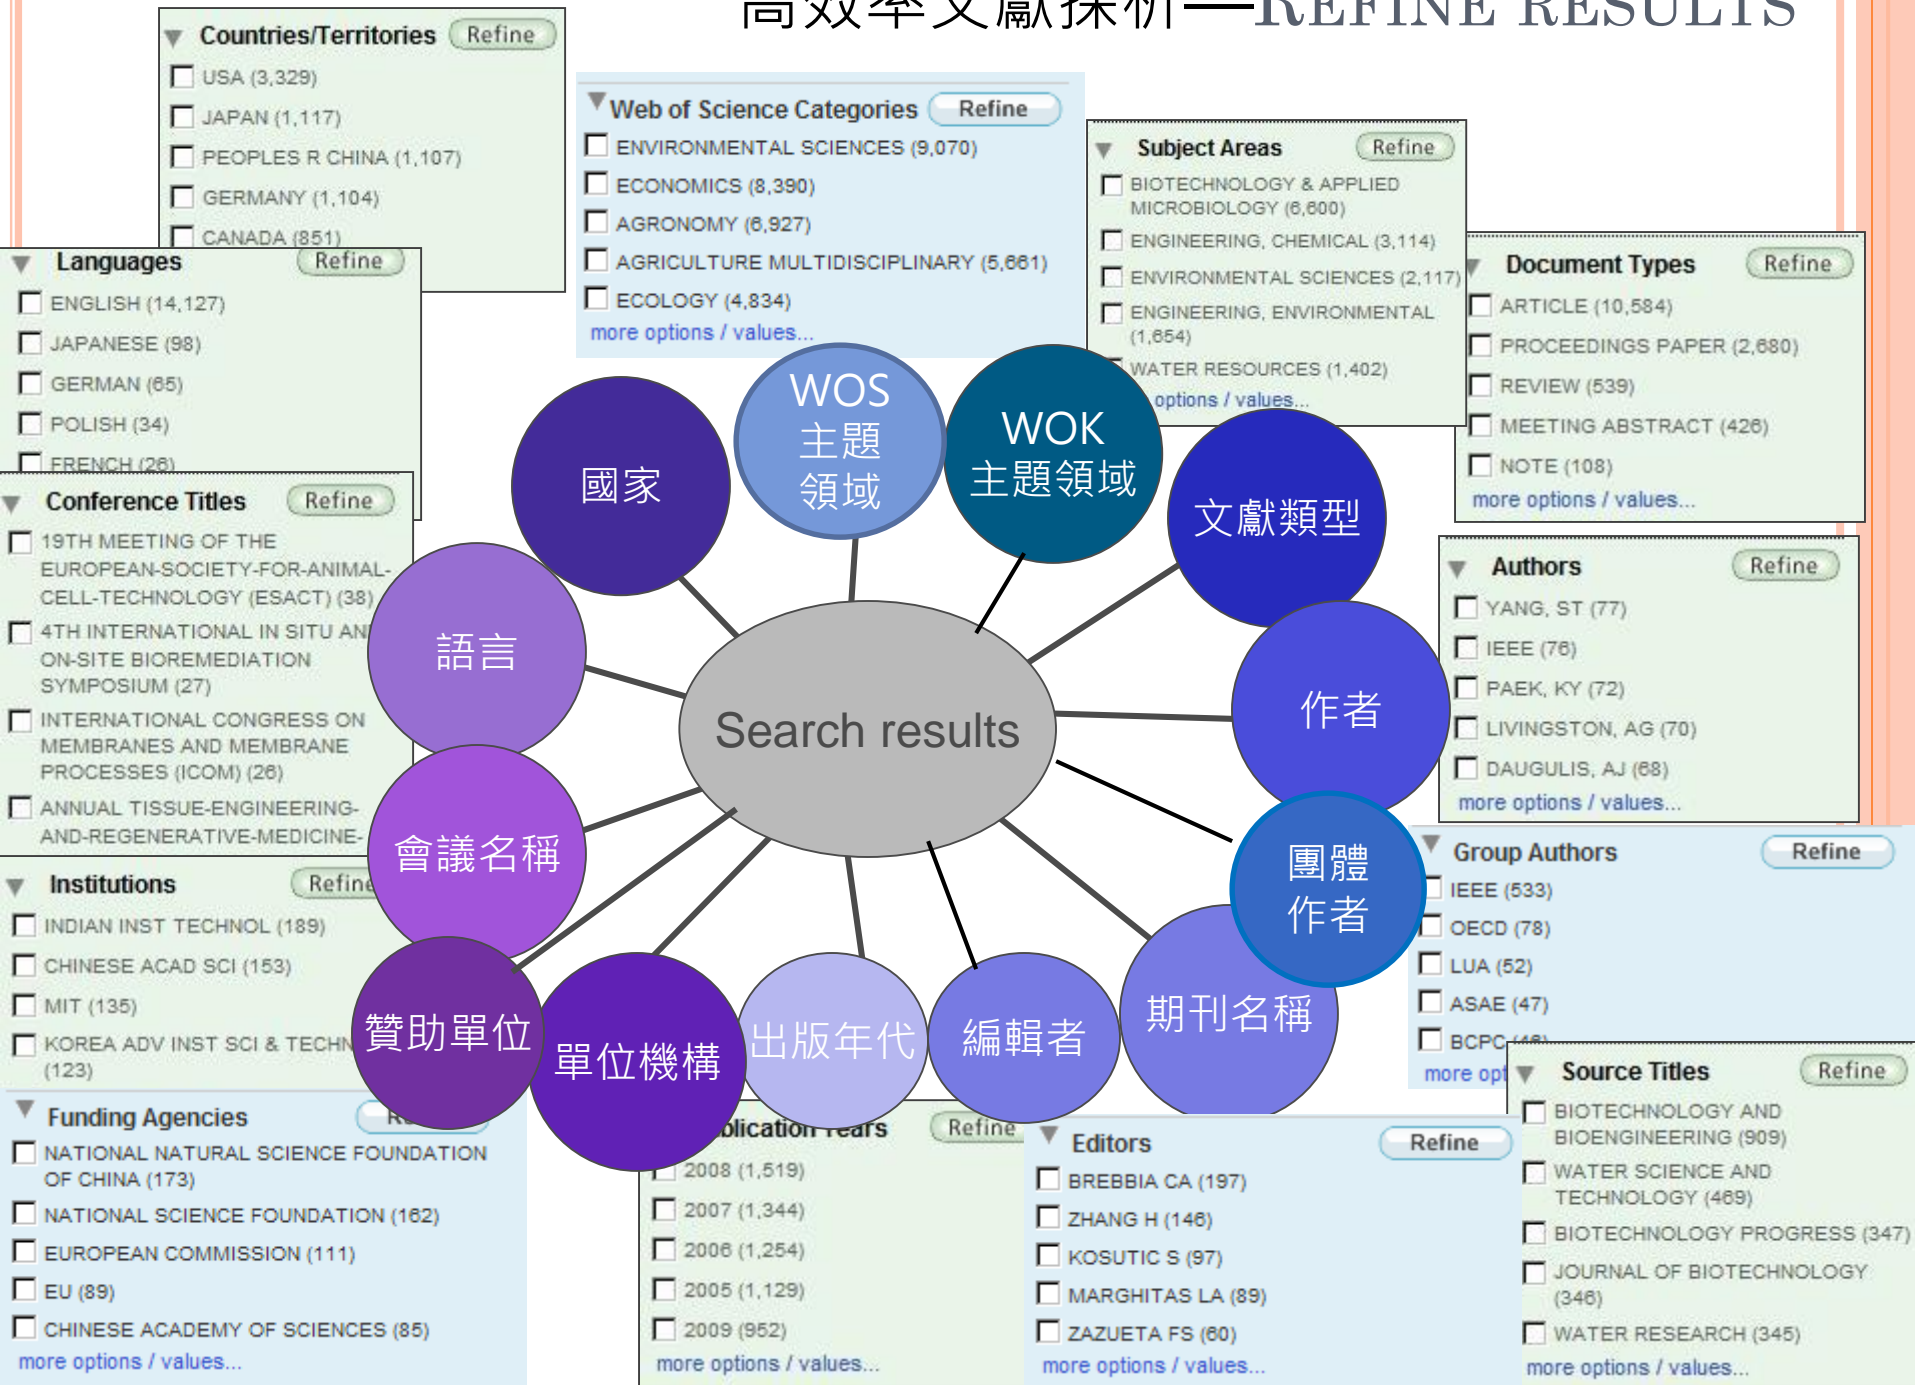 高效率文獻探析—REFINE RESULTS
Countries/Territories Refine
USA (3,329)
JAPAN (1,117)
PEOPLES R CHINA (1,107)
GERMANY (1,104)
CANADA (851)
Web of Science Categories Refine
ENVIRONMENTAL SCIENCES (9,070)
ECONOMICS (8,390)
AGRONOMY (6,927)
AGRICULTURE MULTIDISCIPLINARY (5,661)
ECOLOGY (4,834)
more options / values...
Subject Areas Refine
BIOTECHNOLOGY & APPLIED
MICROBIOLOGY (6,600)
ENGINEERING, CHEMICAL (3,114)
ENVIRONMENTAL SCIENCES (2,117)
ENGINEERING, ENVIRONMENTAL
(1,654)
WATER RESOURCES (1,402)
options / values...
Languages Refine
ENGLISH (14,127)
JAPANESE (98)
GERMAN (65)
POLISH (34)
FRENCH (26)
Document Types Refine
ARTICLE (10,584)
PROCEEDINGS PAPER (2,680)
REVIEW (539)
MEETING ABSTRACT (426)
NOTE (108)
more options / values...
Conference Titles Refine
19TH MEETING OF THE
EUROPEAN-SOCIETY-FOR-ANIMAL-
CELL-TECHNOLOGY (ESACT) (38)
4TH INTERNATIONAL IN SITU AND
ON-SITE BIOREMEDIATION
SYMPOSIUM (27)
INTERNATIONAL CONGRESS ON
MEMBRANES AND MEMBRANE
PROCESSES (ICOM) (26)
ANNUAL TISSUE-ENGINEERING-
AND-REGENERATIVE-MEDICINE-
國家
WOS
主題
領域
WOK
主題領域
文獻類型
語言
Search results
作者
會議名稱
團體
作者
贊助單位
單位機構
出版年代
編輯者
期刊名稱
Authors Refine
YANG, ST (77)
IEEE (76)
PAEK, KY (72)
LIVINGSTON, AG (70)
DAUGULIS, AJ (68)
more options / values...
Institutions Refine
INDIAN INST TECHNOL (189)
CHINESE ACAD SCI (153)
MIT (135)
KOREA ADV INST SCI & TECHN
(123)
Group Authors Refine
IEEE (533)
OECD (78)
LUA (52)
ASAE (47)
BCPC (46)
more opt
Funding Agencies Re
NATIONAL NATURAL SCIENCE FOUNDATION
OF CHINA (173)
NATIONAL SCIENCE FOUNDATION (162)
EUROPEAN COMMISSION (111)
EU (89)
CHINESE ACADEMY OF SCIENCES (85)
more options / values...
blication Years Refine
2008 (1,519)
2007 (1,344)
2006 (1,254)
2005 (1,129)
2009 (952)
more options / values...
Editors Refine
BREBBIA CA (197)
ZHANG H (146)
KOSUTIC S (97)
MARGHITAS LA (89)
ZAZUETA FS (60)
more options / values...
Source Titles Refine
BIOTECHNOLOGY AND
BIOENGINEERING (909)
WATER SCIENCE AND
TECHNOLOGY (469)
BIOTECHNOLOGY PROGRESS (347)
JOURNAL OF BIOTECHNOLOGY
(346)
WATER RESEARCH (345)
more options / values...